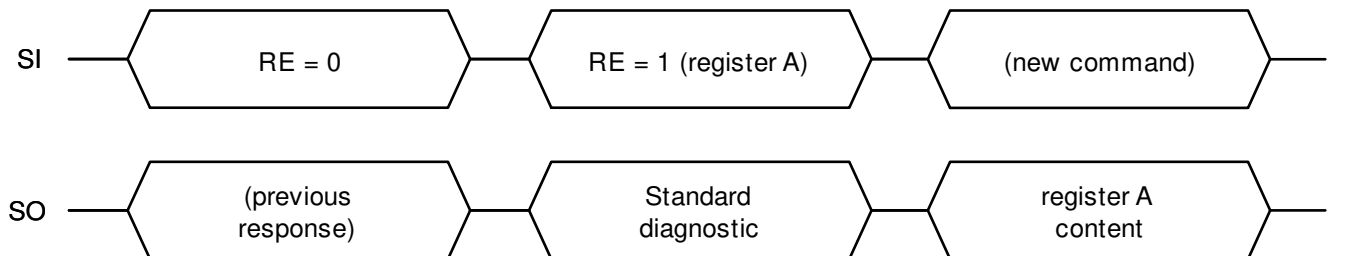 SI
RE = 0
RE = 1 (register A)
(new command)
SO
(previous
response)
Standard
diagnostic
register A
content